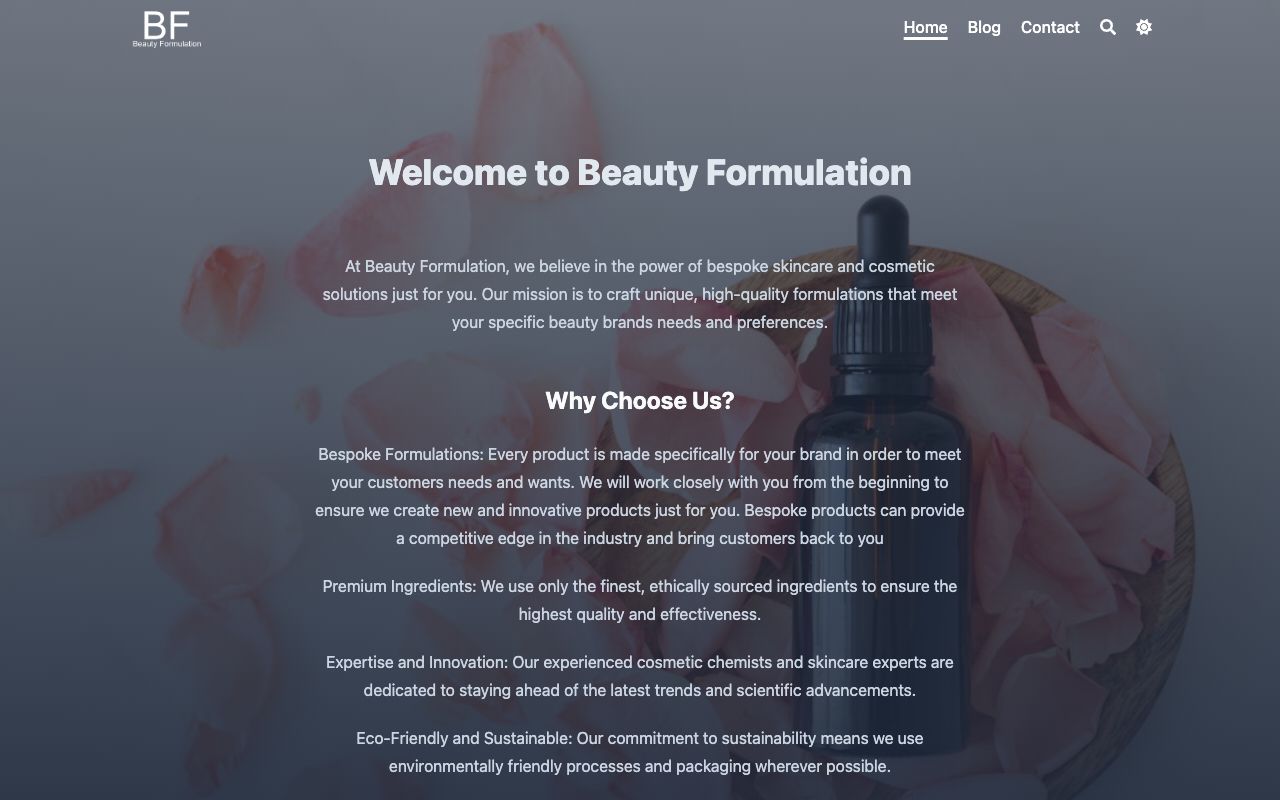 BF
Beauty Formulation
Home Blog Contact
Welcome to Beauty Formulation
At Beauty Formulation, we believe in the power of bespoke skincare and cosmetic
solutions just for you. Our mission is to craft unique, high-quality formulations that meet
your specific beauty brands needs and preferences.
Why Choose Us?
Bespoke Formulations: Every product is made specifically for your brand in order to meet
your customers needs and wants. We will work closely with you from the beginning to
ensure we create new and innovative products just for you. Bespoke products can provide
a competitive edge in the industry and bring customers back to you
Premium Ingredients: We use only the finest, ethically sourced ingredients to ensure the
highest quality and effectiveness.
Expertise and Innovation: Our experienced cosmetic chemists and skincare experts are
dedicated to staying ahead of the latest trends and scientific advancements.
Eco-Friendly and Sustainable: Our commitment to sustainability means we use
environmentally friendly processes and packaging wherever possible.